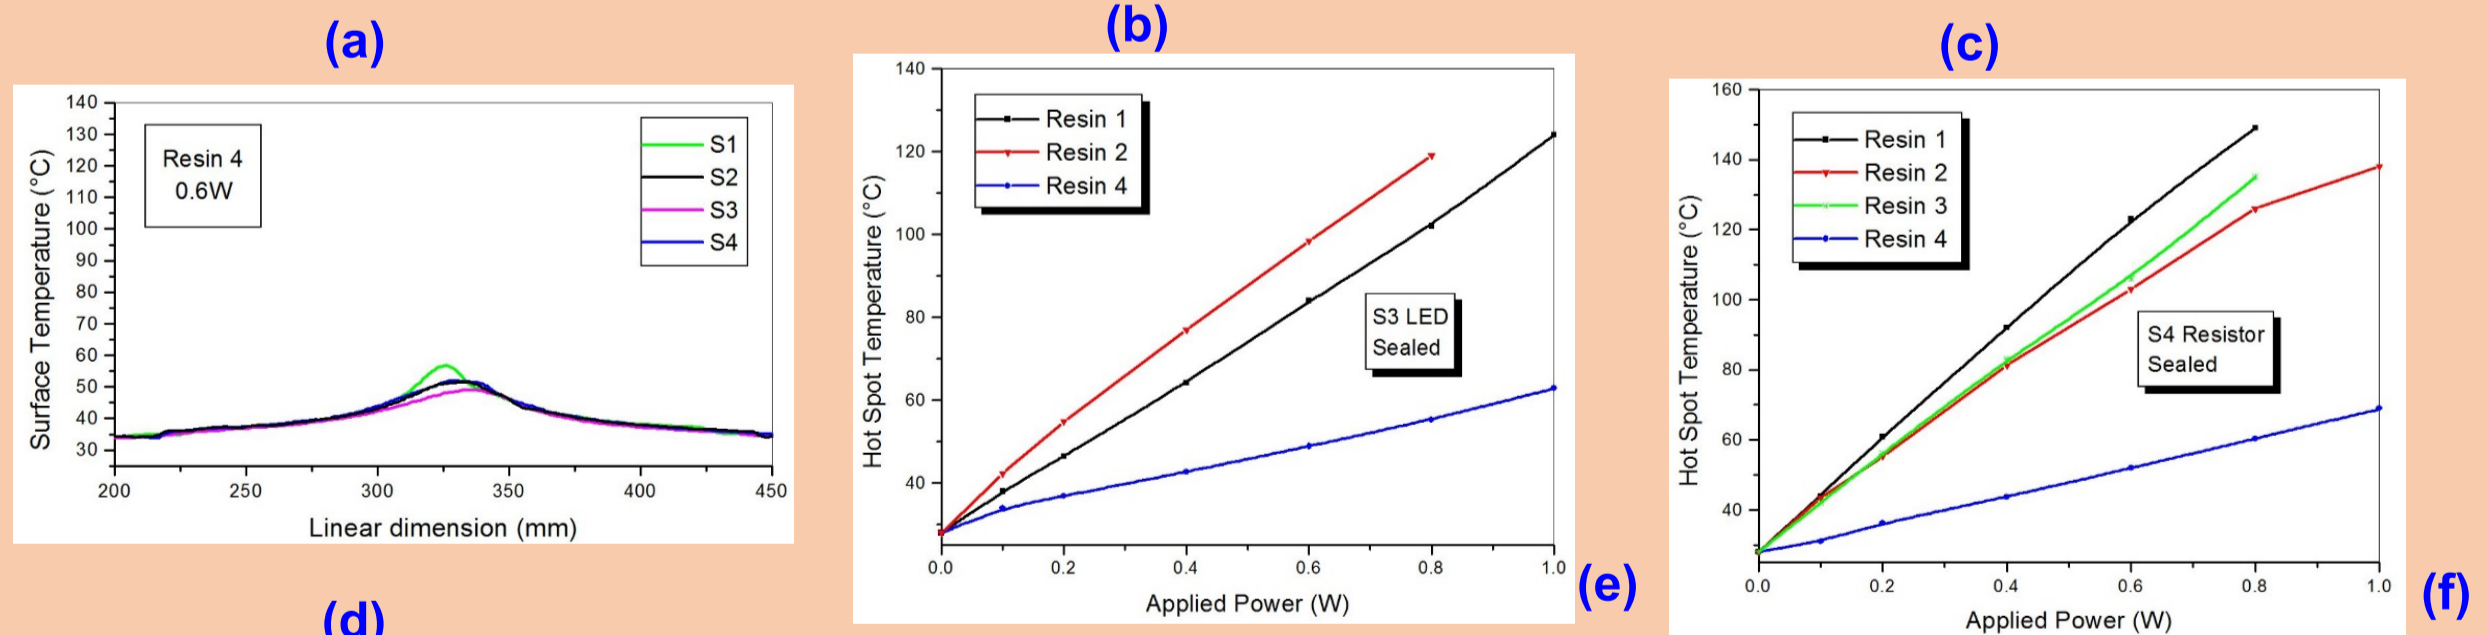 (a)
140
130
120
110
100
90
80
70
60
50
40
30
Surface Temperature (°C)
Resin 4
0.6W
S1
S2
S3
S4
200 250 300 350 400 450
Linear dimension (mm)
(b)
140
120
100
80
60
40
Hot Spot Temperature (°C)
Resin 1
Resin 2
Resin 4
S3 LED
Sealed
0.0 0.2 0.4 0.6 0.8 1.0
Applied Power (W)
(c)
160
140
120
100
80
60
40
Hot Spot Temperature (°C)
Resin 1
Resin 2
Resin 3
Resin 4
S4 Resistor
Sealed
0.0 0.2 0.4 0.6 0.8 1.0
Applied Power (W)
(d)
(e)
(f)